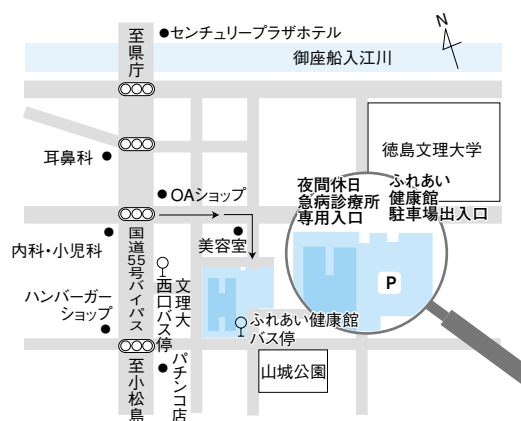 センチュリープラザホテル
N
至県庁
御座船入江川
耳鼻科
徳島文理大学
夜間休日
急病診療所
専用入口
ふれあい
健康館
駐車場出入口
OAショップ
内科・小児科
国道55号バイパス
美容室
文理大
西口バス停
P
ハンバーガー
ショップ
ふれあい健康館
バス停
至小松島
パチンコ店
山城公園